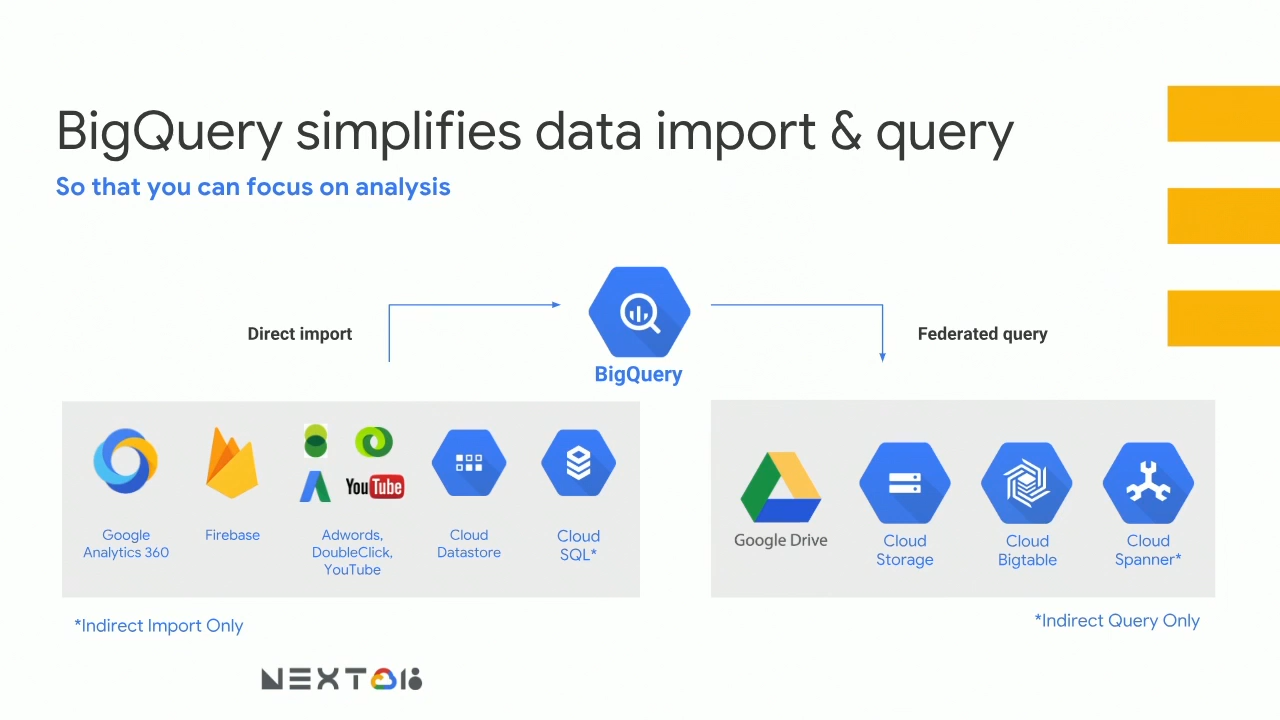 BigQuery simplifies data import & query
So that you can focus on analysis
Direct import
BigQuery
Federated query
YouTube
Google
Analytics 360
Firebase
Adwords,
DoubleClick,
YouTube
Cloud
Datastore
Cloud
SQL*
Google Drive
Cloud
Storage
Cloud
Bigtable
Cloud
Spanner*
*Indirect Import Only
*Indirect Query Only
NEXT 18